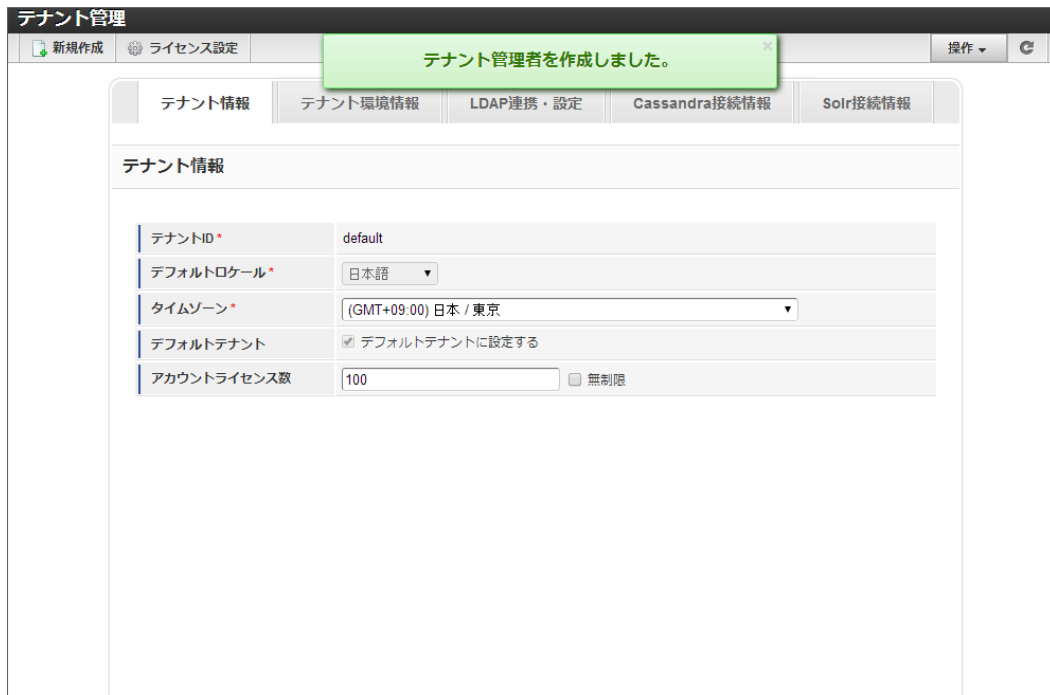 テナント管理
新規作成 ライセンス設定 テナント管理者を作成しました。 × 操作
テナント情報 テナント環境情報 LDAP連携・設定 Cassandra接続情報 Solr接続情報
テナント情報
テナントID * default
デフォルトロケール * 日本語
タイムゾーン * (GMT+09:00) 日本 / 東京
デフォルトテナント デフォルトテナントに設定する
アカウントライセンス数 100 無制限